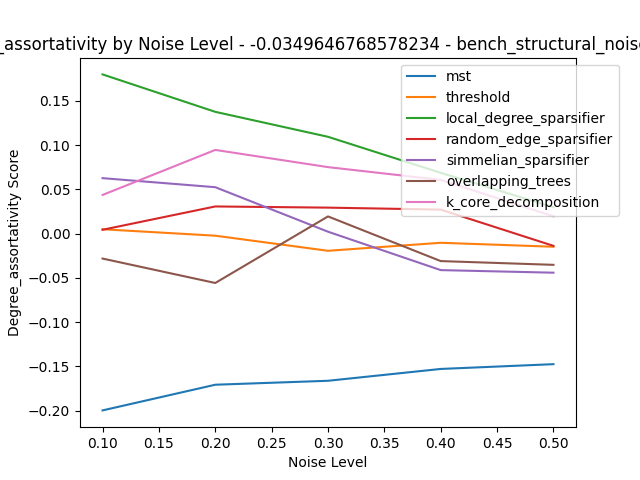 _assortativity by Noise Level - -0.0349646768578234 - bench_structural_noise
mst
threshold
local_degree_sparsifier
random_edge_sparsifier
simmelian_sparsifier
overlapping_trees
k_core_decomposition
Degree_assortativity Score
0.15
0.10
0.05
0.00
−0.05
−0.10
−0.15
−0.20
0.10 0.15 0.20 0.25 0.30 0.35 0.40 0.45 0.50
Noise Level